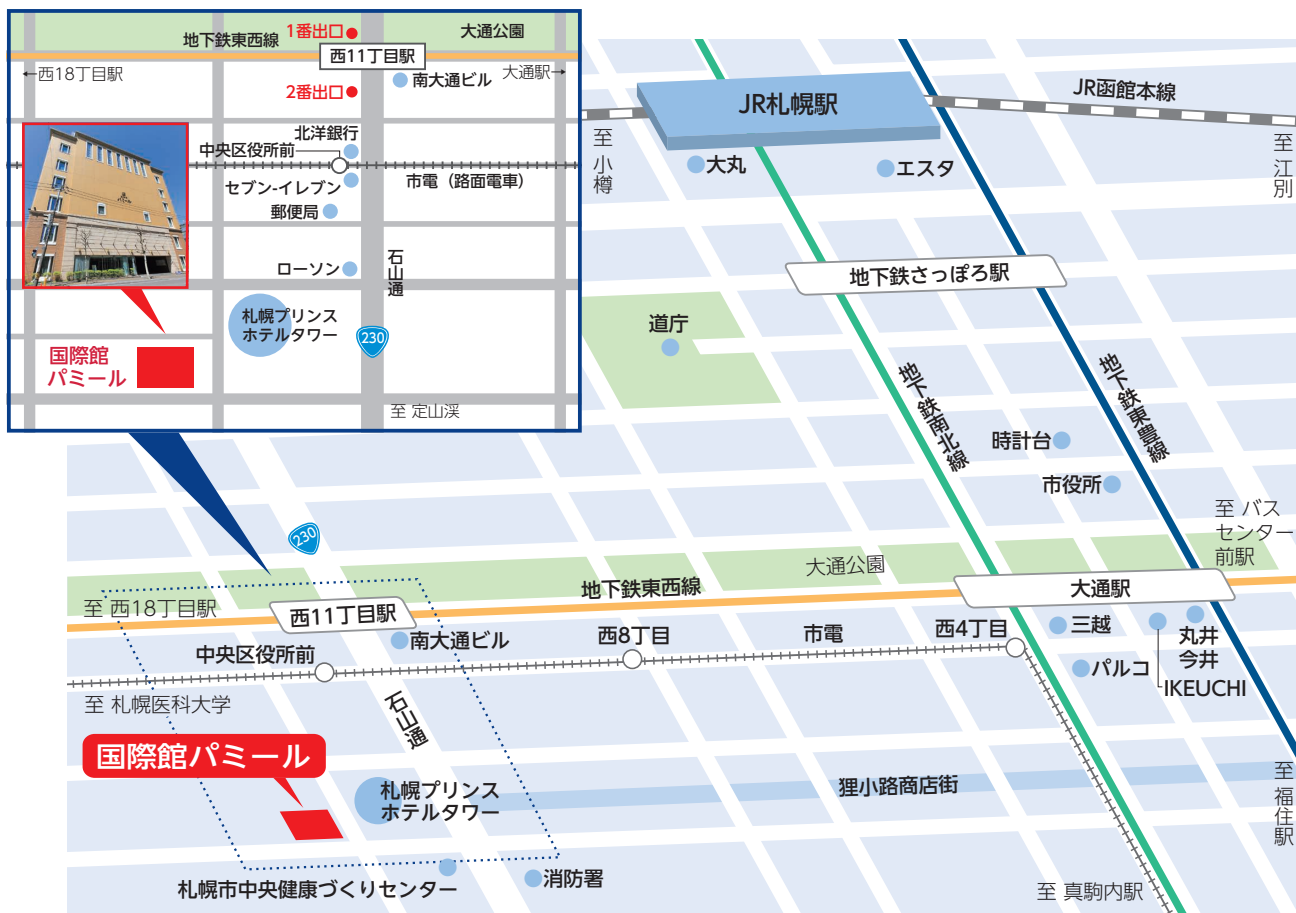 1番出口
大通公園
地下鉄東西線
西11丁目駅
←西18丁目駅
大通駅→
南大通ビル
2番出口
北洋銀行
中央区役所前
市電（路面電車）
セブン-イレブン
郵便局
ローソン
石山通
札幌プリンス
ホテルタワー
230
国際館
パミール
至 定山渓
JR札幌駅
JR函館本線
至 小樽
至 江別
大丸
エスタ
地下鉄さっぽろ駅
道庁
地下鉄南北線
地下鉄東豊線
時計台
市役所
至 バス
センター
前駅
230
大通公園
地下鉄東西線
大通駅
至 西18丁目駅
西11丁目駅
南大通ビル
中央区役所前
西8丁目
市電
西4丁目
三越
丸井
今井
パルコ
IKEUCHI
至 札幌医科大学
石山通
国際館パミール
札幌プリンス
ホテルタワー
狸小路商店街
至 福住駅
札幌市中央健康づくりセンター
消防署
至 真駒内駅